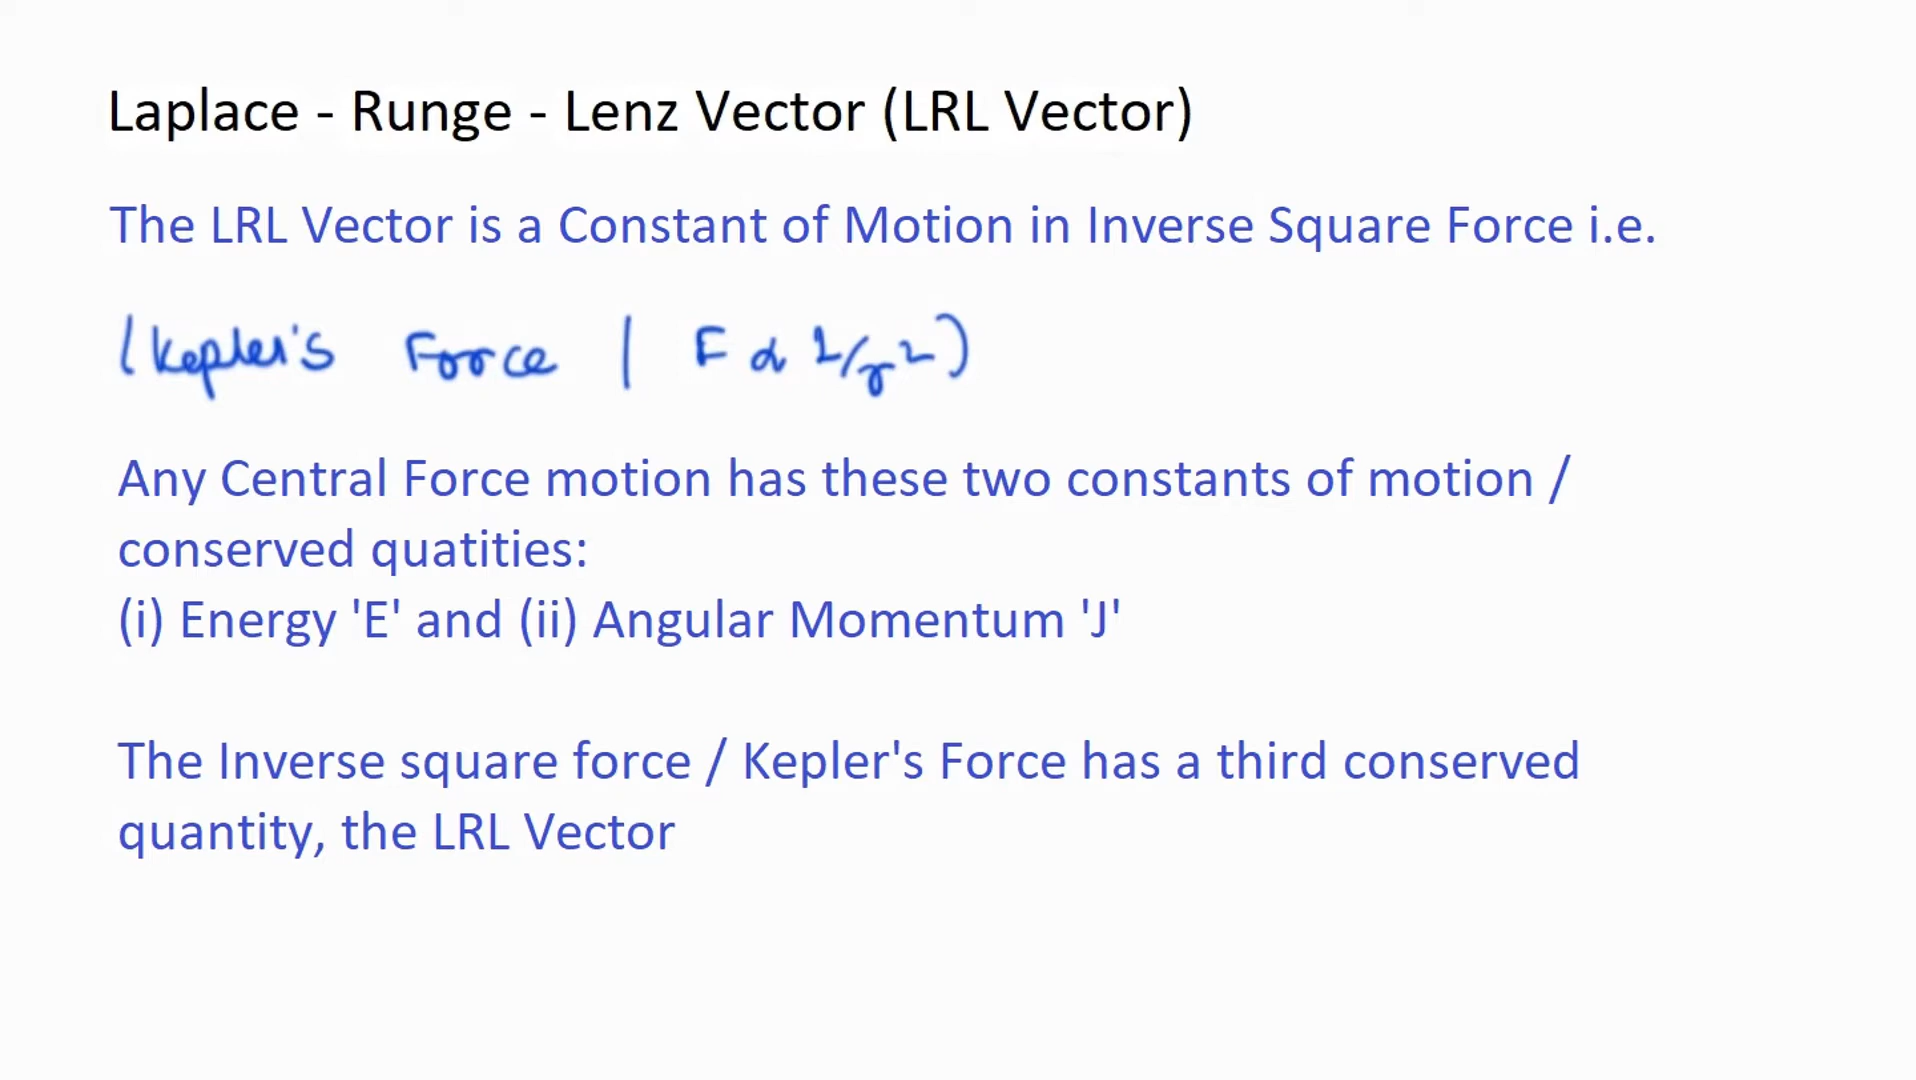 Laplace - Runge - Lenz Vector (LRL Vector)
The LRL Vector is a Constant of Motion in Inverse Square Force i.e.
(Kepler's Force | F α 1/r²)
Any Central Force motion has these two constants of motion /
conserved quatities:
(i) Energy 'E' and (ii) Angular Momentum 'J'
The Inverse square force / Kepler's Force has a third conserved
quantity, the LRL Vector